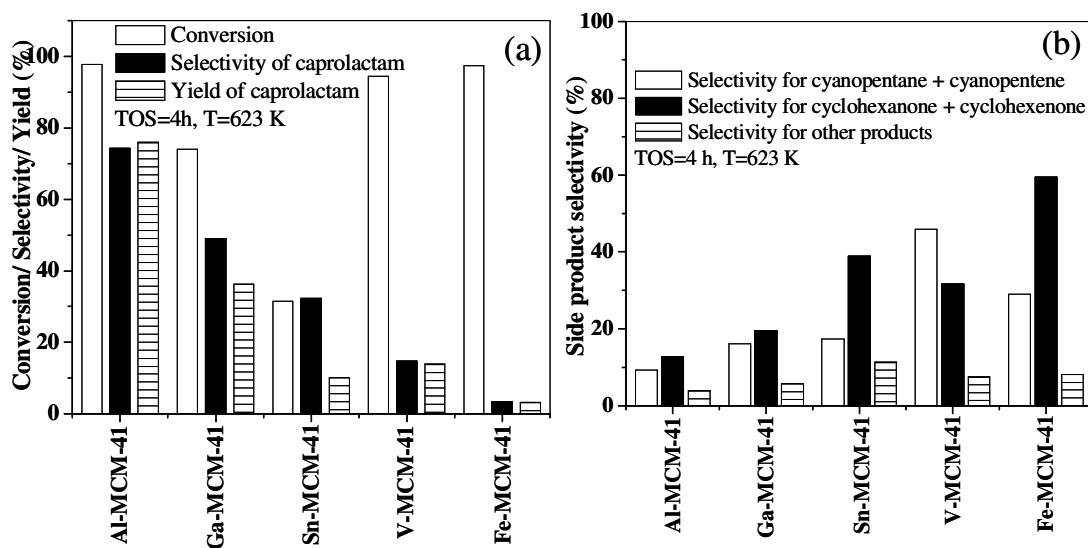 (a)
Conversion
Selectivity of caprolactam
Yield of caprolactam
TOS=4h, T=623 K
Conversion/ Selectivity/ Yield (%)
100
80
60
40
20
0
Al-MCM-41
Ga-MCM-41
Sn-MCM-41
V-MCM-41
Fe-MCM-41
(b)
Selectivity for cyanopentane + cyanopentene
Selectivity for cyclohexanone + cyclohexenone
Selectivity for other products
TOS=4 h, T=623 K
Side product selectivity (%)
100
80
60
40
20
0
Al-MCM-41
Ga-MCM-41
Sn-MCM-41
V-MCM-41
Fe-MCM-41